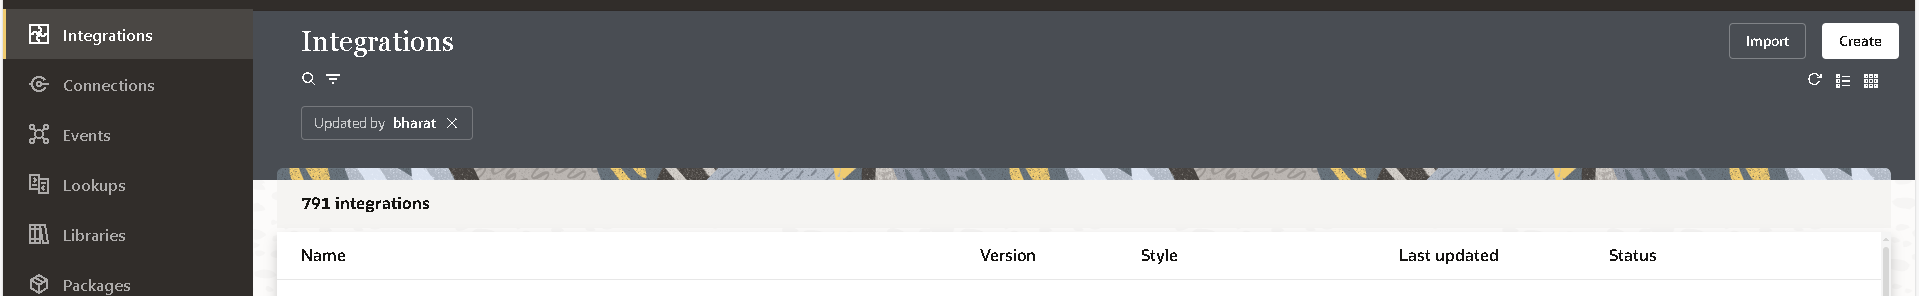 Integrations
Connections
Events
Lookups
Libraries
Packages
Integrations
Import
Create
Updated by bharat
791 integrations
Name Version Style Last updated Status